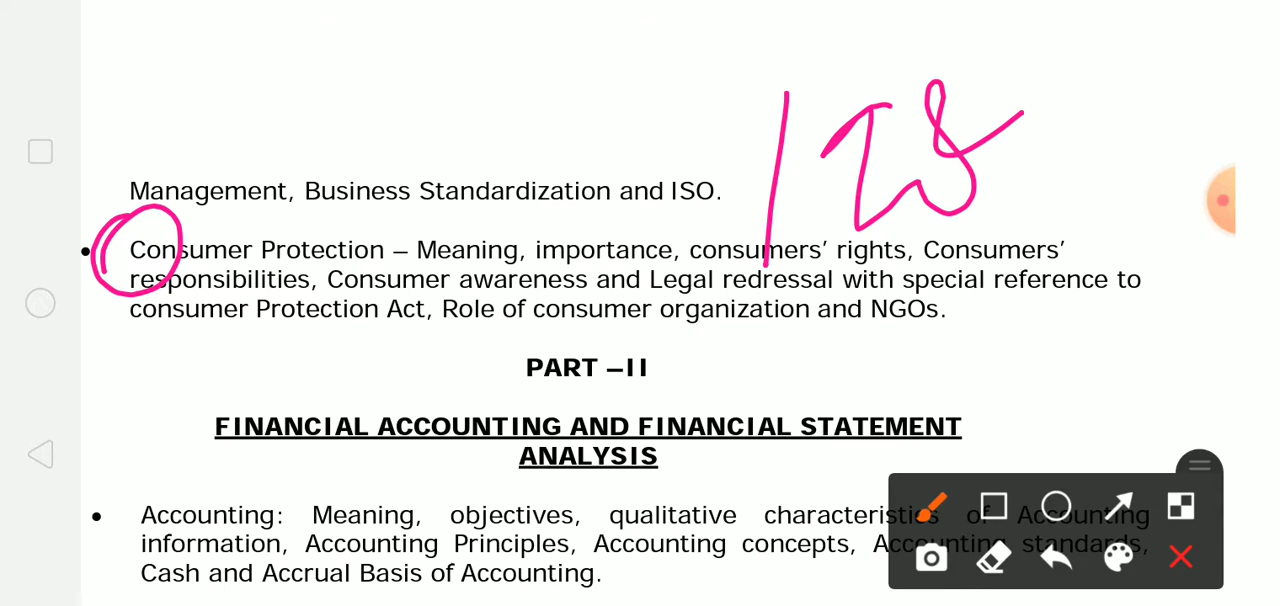 128
Management, Business Standardization and ISO.
• Consumer Protection – Meaning, importance, consumers’ rights, Consumers’
responsibilities, Consumer awareness and Legal redressal with special reference to
consumer Protection Act, Role of consumer organization and NGOs.
PART –II
FINANCIAL ACCOUNTING AND FINANCIAL STATEMENT
ANALYSIS
• Accounting: Meaning, objectives, qualitative characteristics of Accounting
information, Accounting Principles, Accounting concepts, Accounting standards,
Cash and Accrual Basis of Accounting.